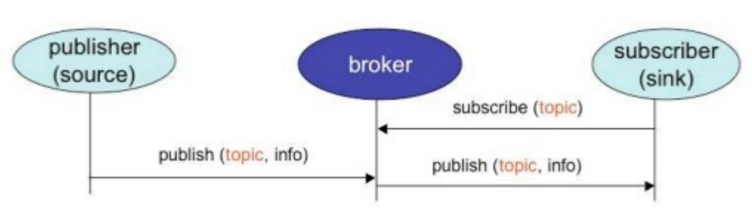 publisher
(source)
broker
subscriber
(sink)
subscribe (topic)
publish (topic, info)
publish (topic, info)